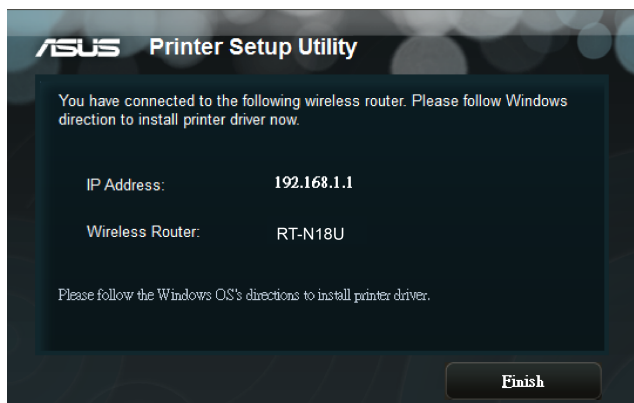 ASUS Printer Setup Utility
You have connected to the following wireless router. Please follow Windows
direction to install printer driver now.
IP Address: 192.168.1.1
Wireless Router: RT-N18U
Please follow the Windows OS's directions to install printer driver.
Finish